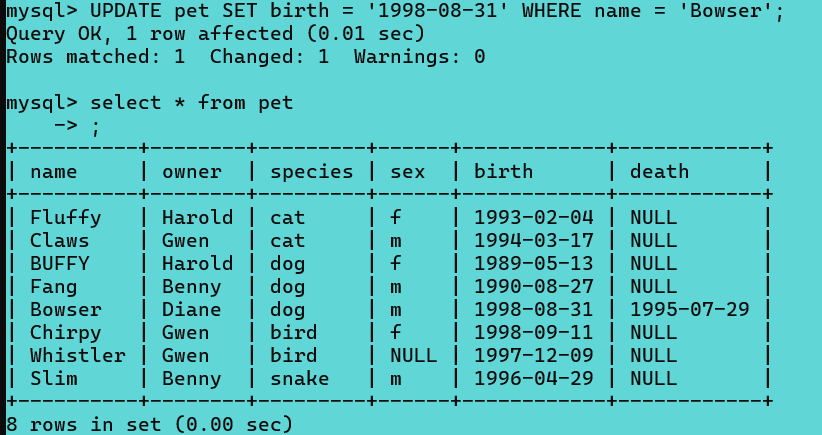 mysql> UPDATE pet SET birth = '1998-08-31' WHERE name = 'Bowser';
Query OK, 1 row affected (0.01 sec)
Rows matched: 1  Changed: 1  Warnings: 0
mysql> select * from pet
    -> ;
+----------+--------+---------+------+------------+------------+
| name     | owner  | species | sex  | birth      | death      |
+----------+--------+---------+------+------------+------------+
| Fluffy   | Harold | cat     | f    | 1993-02-04 | NULL       |
| Claws    | Gwen   | cat     | m    | 1994-03-17 | NULL       |
| BUFFY    | Harold | dog     | f    | 1989-05-13 | NULL       |
| Fang     | Benny  | dog     | m    | 1990-08-27 | NULL       |
| Bowser   | Diane  | dog     | m    | 1998-08-31 | 1995-07-29 |
| Chirpy   | Gwen   | bird    | f    | 1998-09-11 | NULL       |
| Whistler | Gwen   | bird    | NULL | 1997-12-09 | NULL       |
| Slim     | Benny  | snake   | m    | 1996-04-29 | NULL       |
+----------+--------+---------+------+------------+------------+
8 rows in set (0.00 sec)